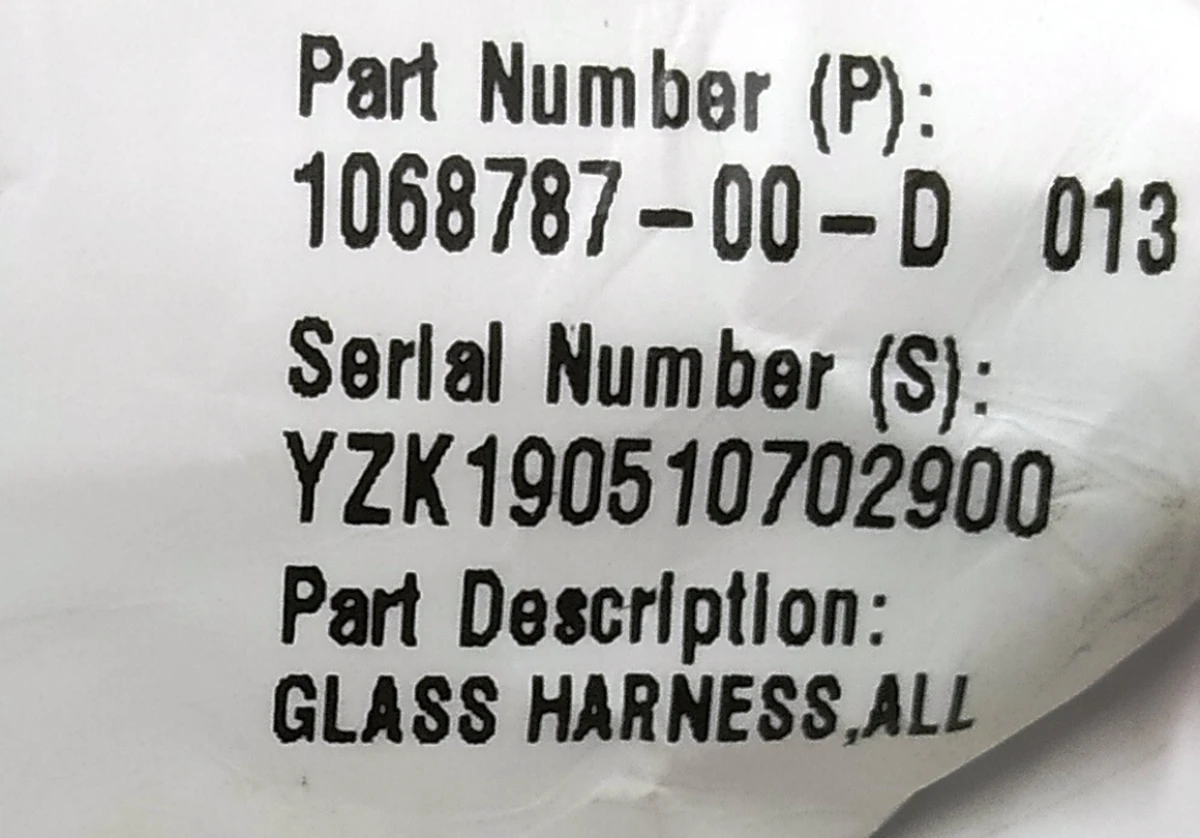 Part Number (P):
1068787-00-D 013
Serial Number (S):
YZK190510702900
Part Description:
GLASS HARNESS,ALL